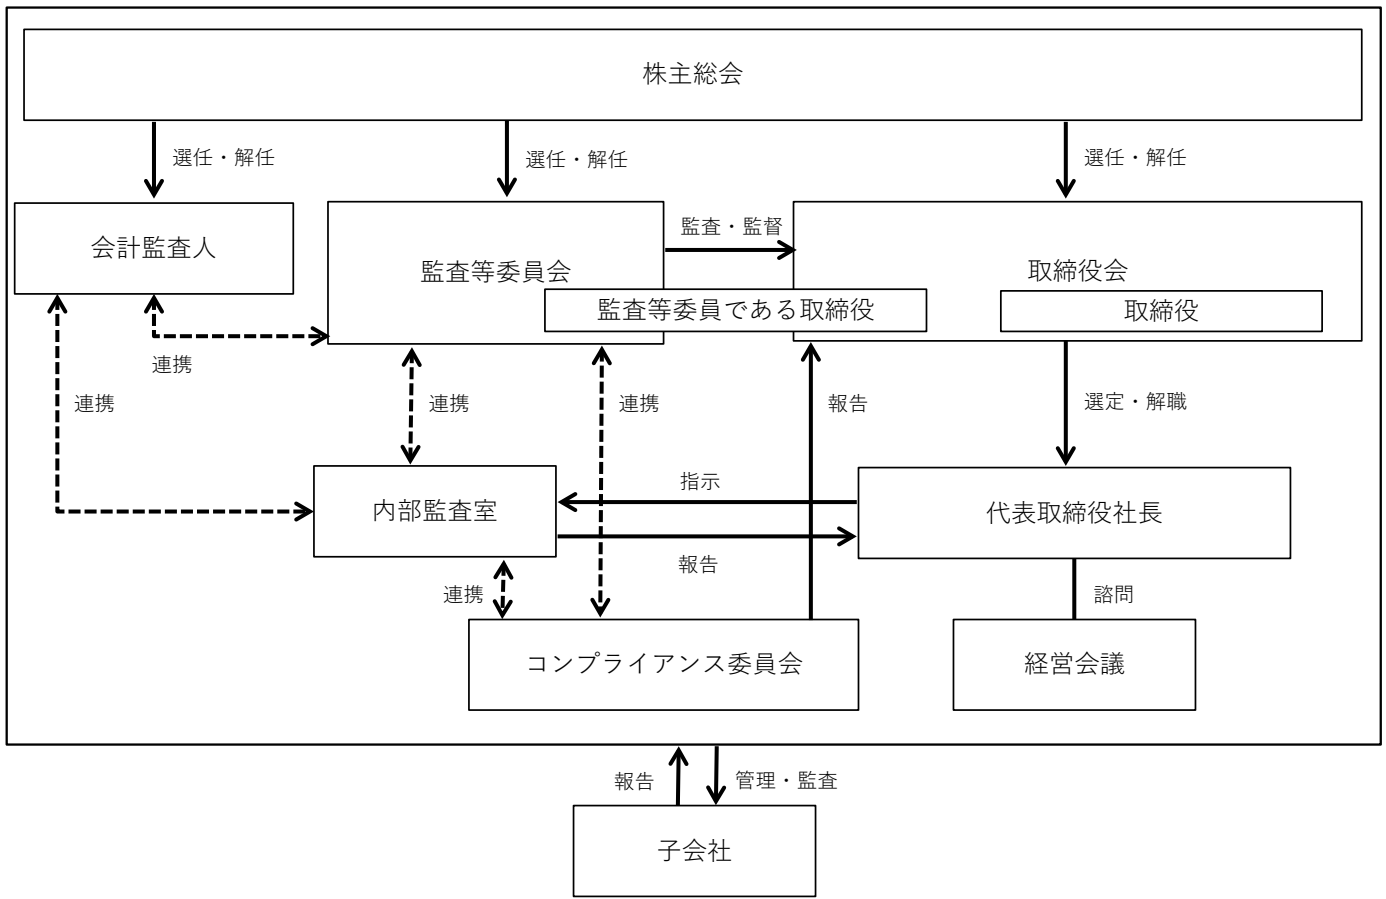 株主総会
選任・解任
選任・解任
選任・解任
会計監査人
監査等委員会
監査・監督
取締役会
監査等委員である取締役
取締役
連携
連携
連携
連携
報告
選定・解職
内部監査室
指示
報告
代表取締役社長
連携
諮問
コンプライアンス委員会
経営会議
報告
管理・監査
子会社